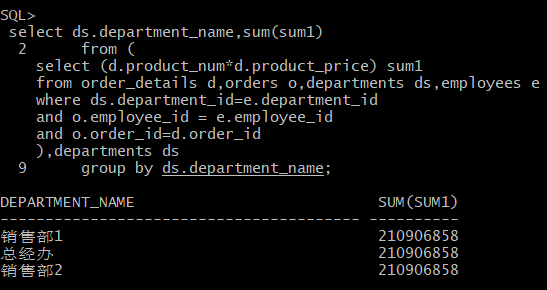 SQL>
select ds.department_name,sum(sum1)
2 from (
select (d.product_num*d.product_price) sum1
from order_details d,orders o,departments ds,employees e
where ds.department_id=e.department_id
and o.employee_id = e.employee_id
and o.order_id=d.order_id
),departments ds
9 group by ds.department_name;
DEPARTMENT_NAME SUM(SUM1)
---------------------------------------- ----------
销售部1 210906858
总经办 210906858
销售部2 210906858